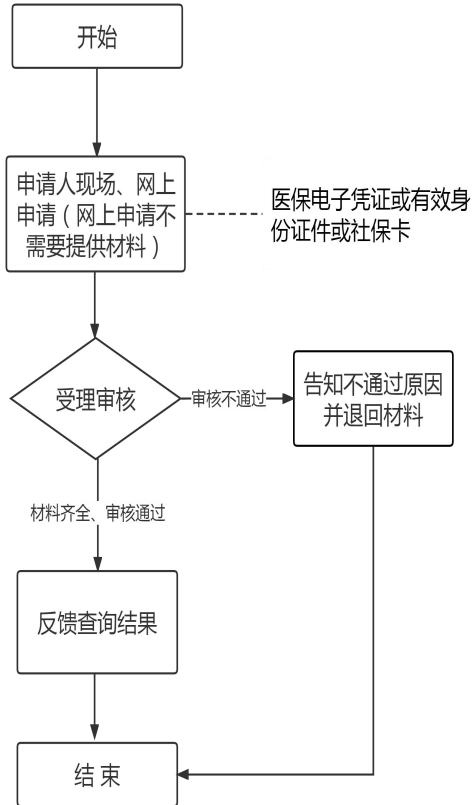 开始
申请人现场、网上
申请（网上申请不
需要提供材料）
医保电子凭证或有效身
份证件或社保卡
受理审核
审核不通过
告知不通过原因
并退回材料
材料齐全、审核通过
反馈查询结果
结 束